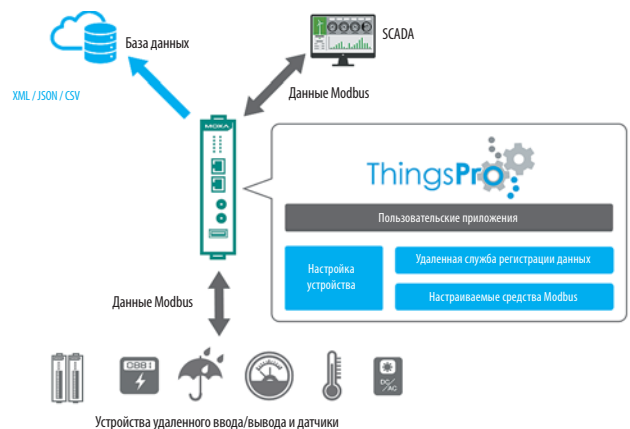 База данных
SCADA
XML / JSON / CSV
Данные Modbus
MOXA
ThingsPro
Пользовательские приложения
Настройка
устройства
Удаленная служба регистрации данных
Настраиваемые средства Modbus
Данные Modbus
DC/
AC
Устройства удаленного ввода/вывода и датчики